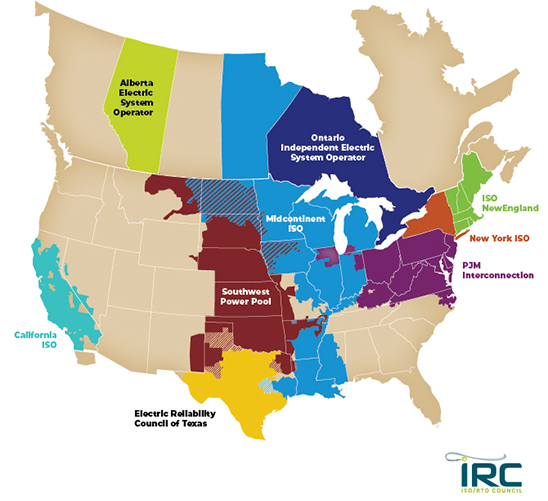 Alberta
Electric
System
Operator
Ontario
Independent Electric
System Operator
Midcontinent
ISO
ISO
NewEngland
New York ISO
PJM
Interconnection
Southwest
Power Pool
California
ISO
Electric Reliability
Council of Texas
IRC
ISO/RTO COUNCIL